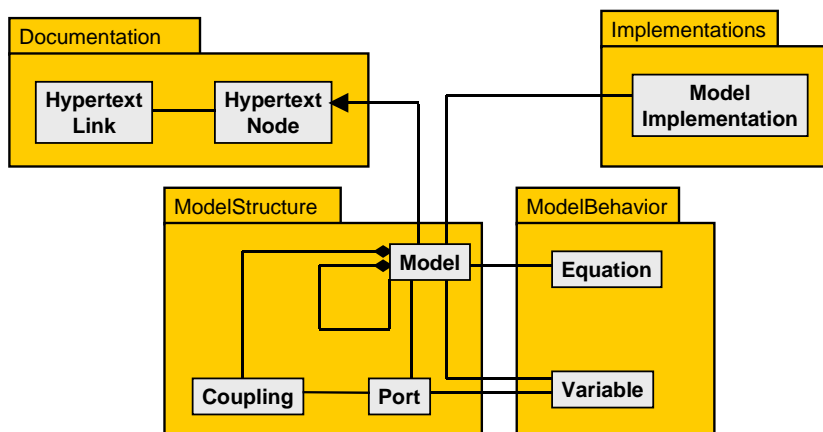 Documentation
Implementations
Hypertext
Link
Hypertext
Node
Model
Implementation
ModelStructure
ModelBehavior
Model
Equation
Coupling
Port
Variable